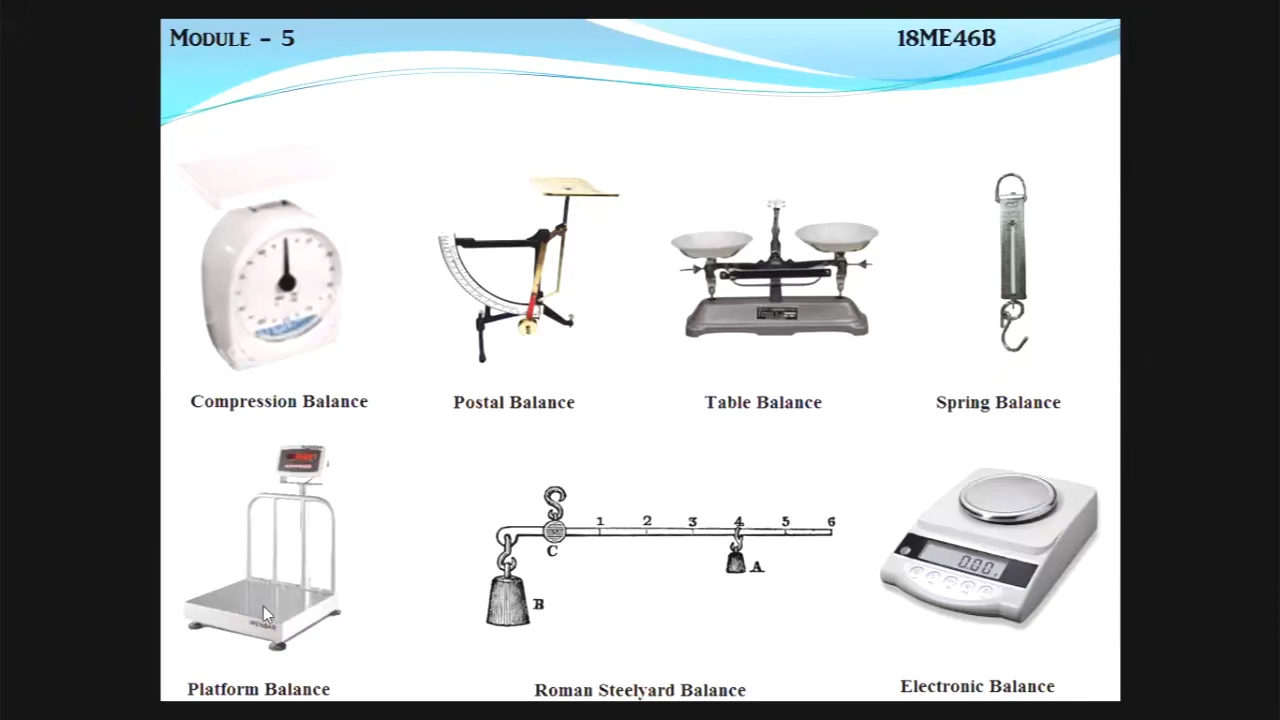 MODULE - 5
18ME46B
Compression Balance
Postal Balance
Table Balance
Spring Balance
1 2 3 4 5 6
C
A
B
0.00
Platform Balance
Roman Steelyard Balance
Electronic Balance